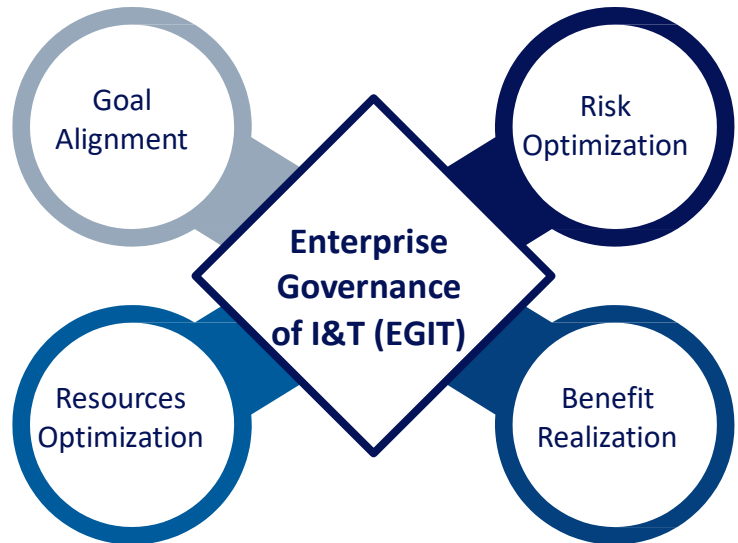 Goal
Alignment
Risk
Optimization
Enterprise
Governance
of I&T (EGIT)
Resources
Optimization
Benefit
Realization